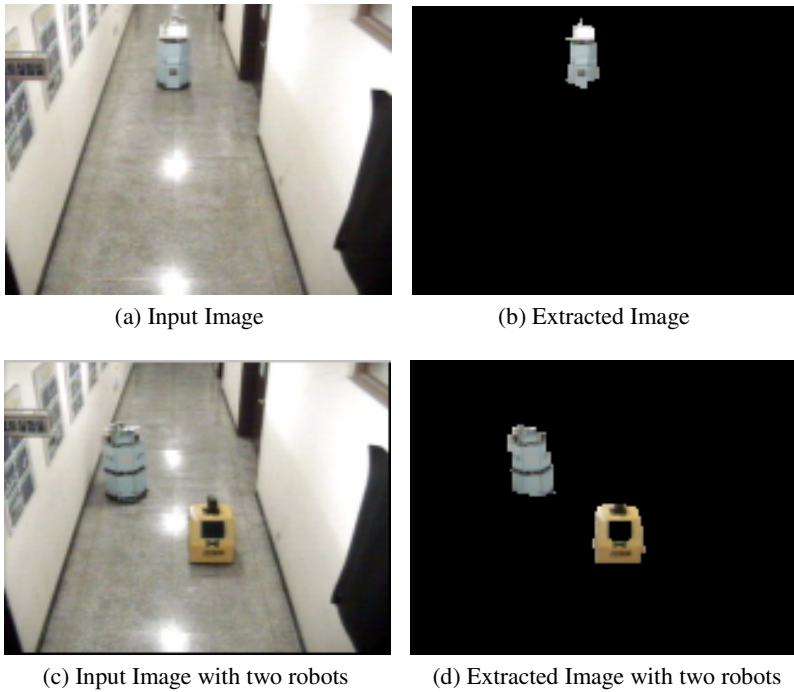 (a) Input Image
(b) Extracted Image
(c) Input Image with two robots
(d) Extracted Image with two robots